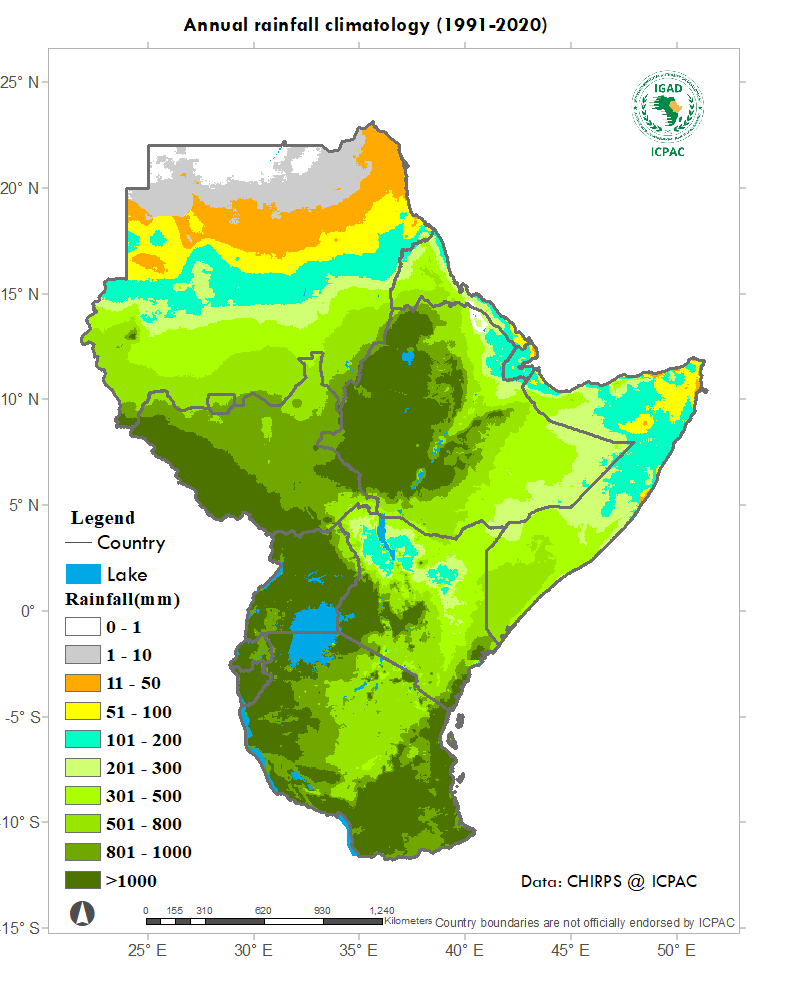 Annual rainfall climatology (1991-2020)
25° N
20° N
15° N
10° N
5° N
0°
-5° S
-10° S
15° S
IGAD
ICPAC
Legend
Country
Lake
Rainfall(mm)
0 - 1
1 - 10
11 - 50
51 - 100
101 - 200
201 - 300
301 - 500
501 - 800
801 - 1000
>1000
Data: CHIRPS @ ICPAC
0 155 310 620 930 1,240
Kilometers
Country boundaries are not officially endorsed by ICPAC
25° E 30° E 35° E 40° E 45° E 50° E